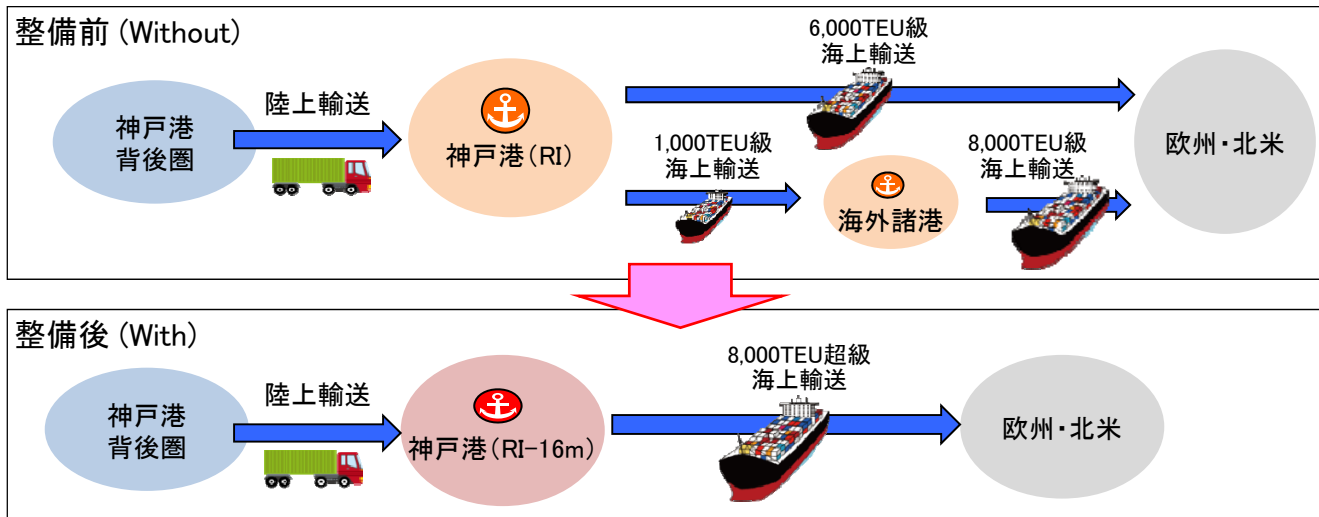 整備前 (Without)
6,000TEU級
海上輸送
陸上輸送
神戸港
背後圏
神戸港(RI)
1,000TEU級
海上輸送
8,000TEU級
海上輸送
海外諸港
欧州・北米
整備後 (With)
8,000TEU超級
海上輸送
陸上輸送
神戸港
背後圏
神戸港(RI-16m)
欧州・北米